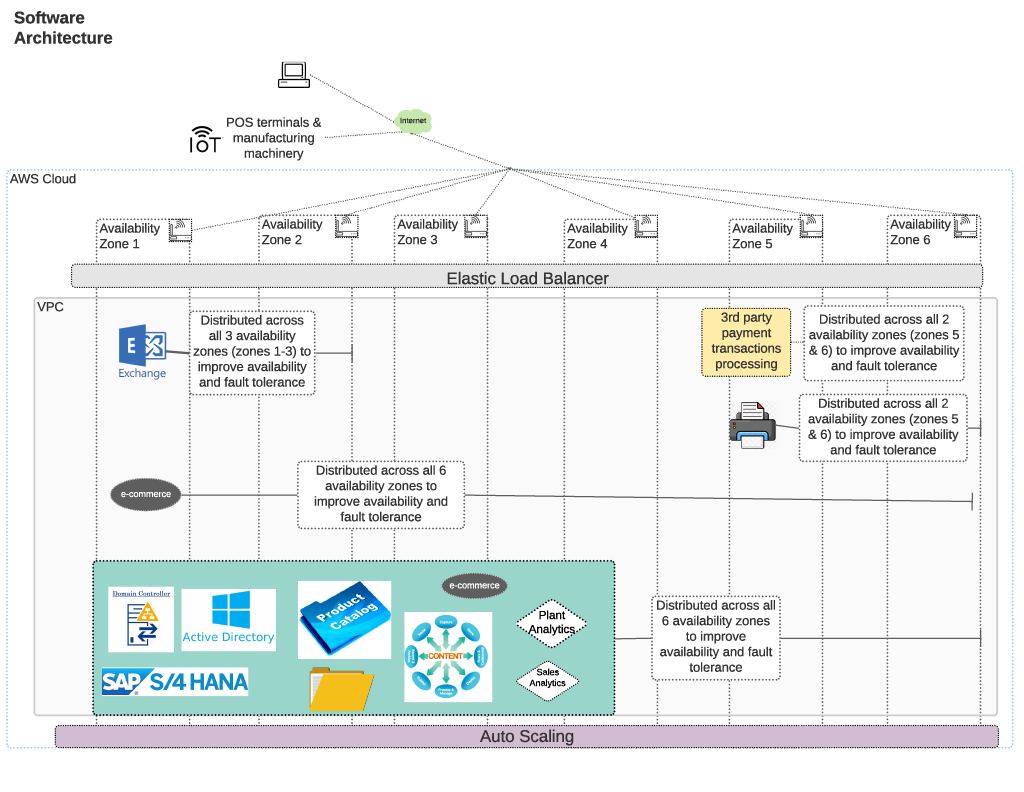 Software
Architecture
Internet
POS terminals &
manufacturing
machinery
IOT
AWS Cloud
Availability
Zone 1
Availability
Zone 2
Availability
Zone 3
Availability
Zone 4
Availability
Zone 5
Availability
Zone 6
Elastic Load Balancer
VPC
E
Exchange
Distributed across
all 3 availability
zones (zones 1-3) to
improve availability
and fault tolerance
3rd party
payment
transactions
processing
Distributed across all 2
availability zones (zones 5
& 6) to improve availability
and fault tolerance
Distributed across all 2
availability zones (zones 5
& 6) to improve availability
and fault tolerance
e-commerce
Distributed across all 6
availability zones to
improve availability and
fault tolerance
Domain Controller
Active Directory
Product
Catalog
e-commerce
CONTENT
Plant
Analytics
Sales
Analytics
SAP S/4 HANA
Distributed across all
6 availability zones
to improve
availability and fault
tolerance
Auto Scaling